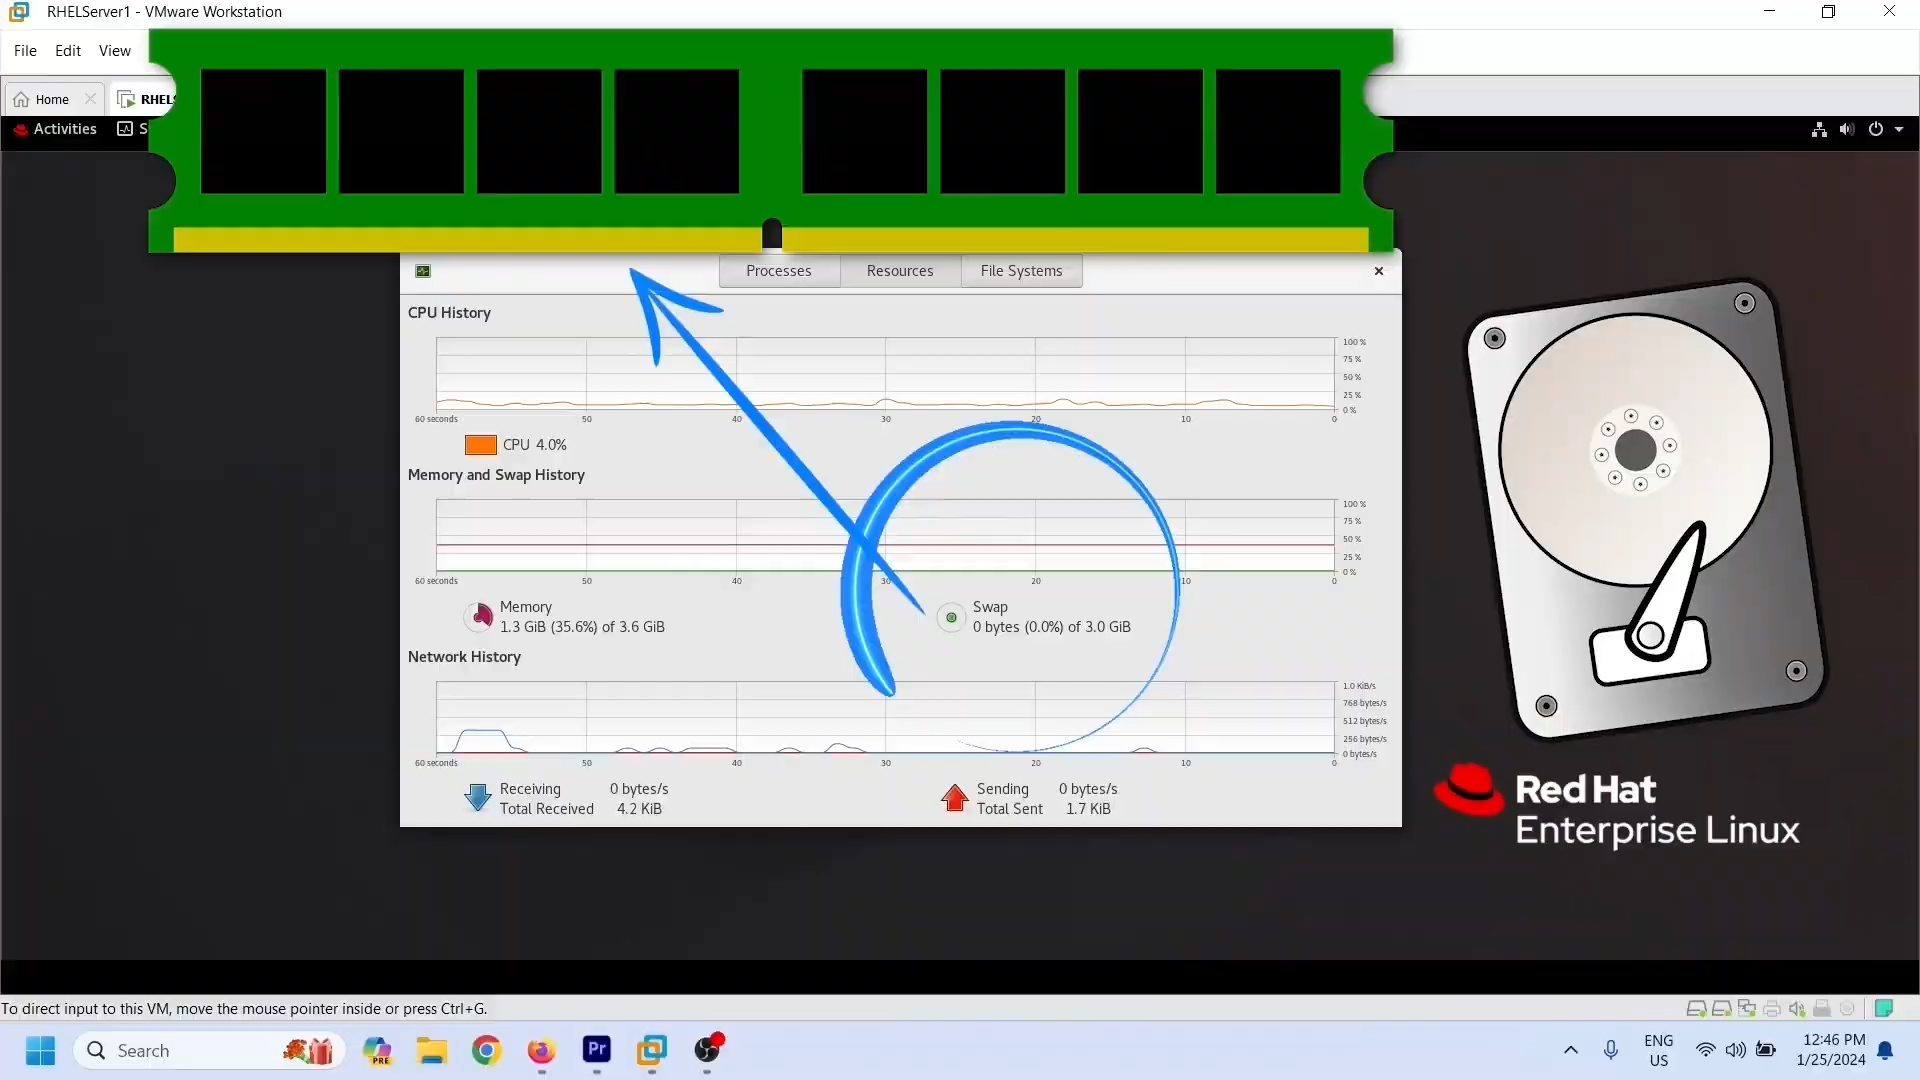 RHELServer1 - VMware Workstation
File Edit View
Home RHELS
Activities S
Processes Resources File Systems
CPU History
100 %
75 %
50 %
25 %
0 %
60 seconds 50 40 30 20 10 0
CPU 4.0%
Memory and Swap History
100 %
75 %
50 %
25 %
0 %
60 seconds 50 40 30 20 10 0
Memory
1.3 GiB (35.6%) of 3.6 GiB
Swap
0 bytes (0.0%) of 3.0 GiB
Network History
1.0 KiB/s
768 bytes/s
512 bytes/s
256 bytes/s
0 bytes/s
60 seconds 50 40 30 20 10 0
Receiving 0 bytes/s
Total Received 4.2 KiB
Sending 0 bytes/s
Total Sent 1.7 KiB
Red Hat
Enterprise Linux
To direct input to this VM, move the mouse pointer inside or press Ctrl+G.
Search
PRE
Pr
ENG
US
12:46 PM
1/25/2024